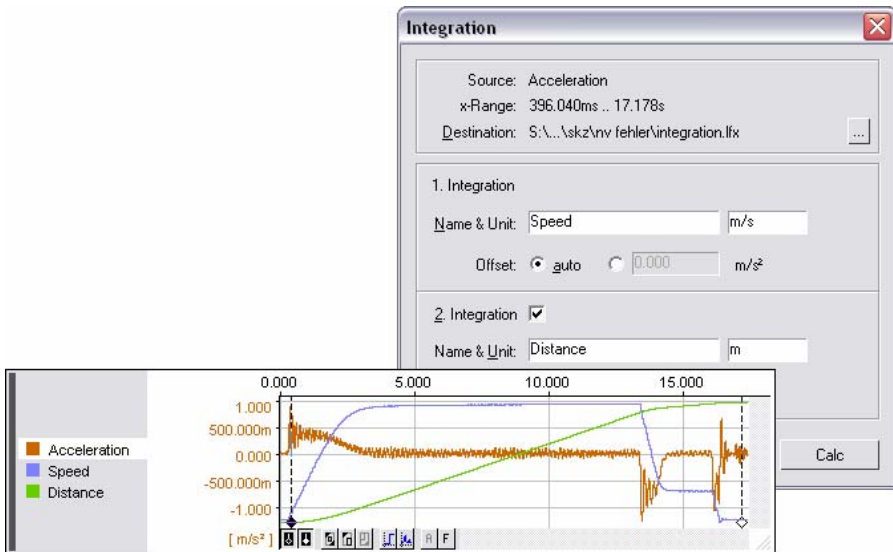 Integration
Source: Acceleration
x-Range: 396.040ms .. 17.178s
Destination: S:\...\skz\nv fehler\integration.lfx
...
1. Integration
Name & Unit: Speed m/s
Offset: auto 0.000 m/s²
2. Integration
Name & Unit: Distance m
Calc
0.000 5.000 10.000 15.000
1.000
500.000m
0.000
-500.000m
-1.000
[ m/s² ]
Acceleration
Speed
Distance
A F